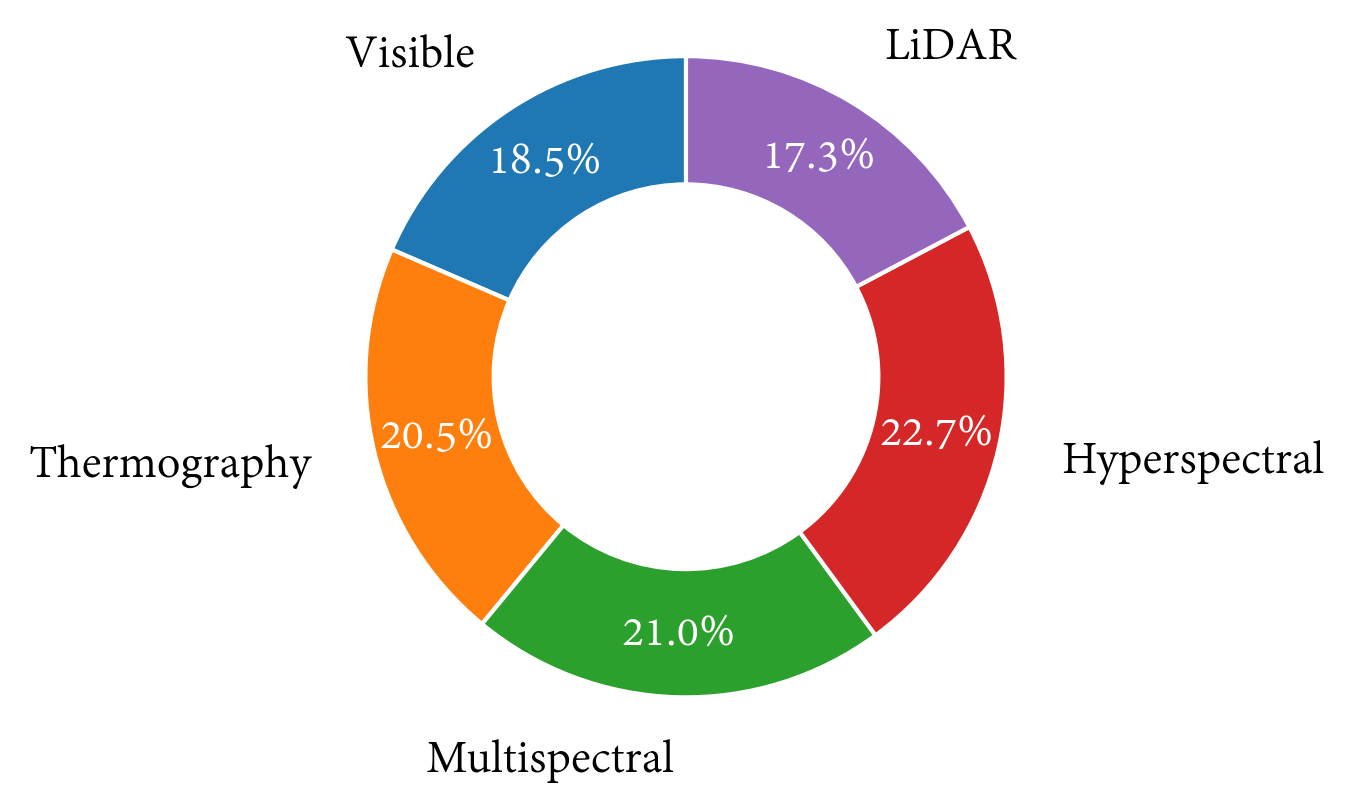 Visible
LiDAR
18.5%
17.3%
20.5%
22.7%
Thermography
Hyperspectral
21.0%
Multispectral